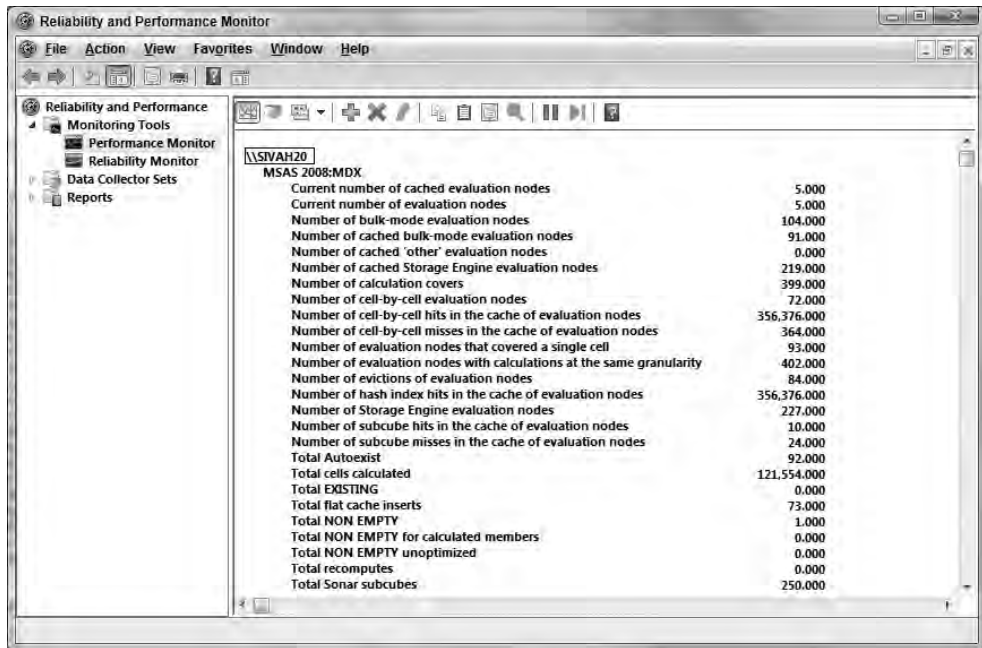 Reliability and Performance Monitor
File Action View Favorites Window Help
Reliability and Performance
Monitoring Tools
Performance Monitor
Reliability Monitor
Data Collector Sets
Reports
\\SIVAH20
MSAS 2008:MDX
Current number of cached evaluation nodes 5.000
Current number of evaluation nodes 5.000
Number of bulk-mode evaluation nodes 104.000
Number of cached bulk-mode evaluation nodes 91.000
Number of cached 'other' evaluation nodes 0.000
Number of cached Storage Engine evaluation nodes 219.000
Number of calculation covers 399.000
Number of cell-by-cell evaluation nodes 72.000
Number of cell-by-cell hits in the cache of evaluation nodes 356,376.000
Number of cell-by-cell misses in the cache of evaluation nodes 364.000
Number of evaluation nodes that covered a single cell 93.000
Number of evaluation nodes with calculations at the same granularity 402.000
Number of evictions of evaluation nodes 84.000
Number of hash index hits in the cache of evaluation nodes 356,376.000
Number of Storage Engine evaluation nodes 227.000
Number of subcube hits in the cache of evaluation nodes 10.000
Number of subcube misses in the cache of evaluation nodes 24.000
Total Autoexist 92.000
Total cells calculated 121,554.000
Total EXISTING 0.000
Total flat cache inserts 73.000
Total NON EMPTY 1.000
Total NON EMPTY for calculated members 0.000
Total NON EMPTY unoptimized 0.000
Total recomputes 0.000
Total Sonar subcubes 250.000